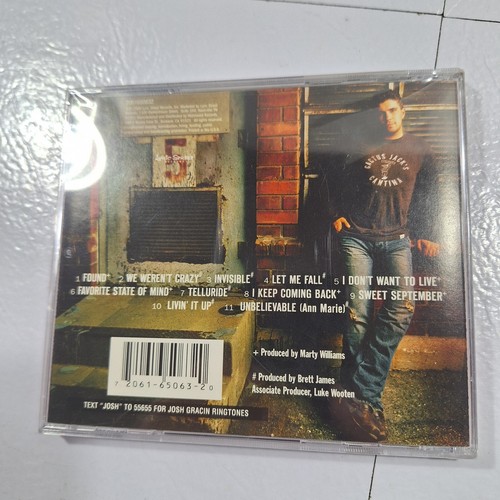 5
CACTUS JACK'S
CANTINA
1 FOUND+ 2 WE WEREN'T CRAZY# 3 INVISIBLE# 4 LET ME FALL# 5 I DON'T WANT TO LIVE+
6 FAVORITE STATE OF MIND+ 7 TELLURIDE# 8 I KEEP COMING BACK+ 9 SWEET SEPTEMBER+
10 LIVIN' IT UP# 11 UNBELIEVABLE (Ann Marie)#
+ Produced by Marty Williams
# Produced by Brett James
Associate Producer, Luke Wooten
7 2061-65063-2 0
TEXT "JOSH" TO 55655 FOR JOSH GRACIN RINGTONES